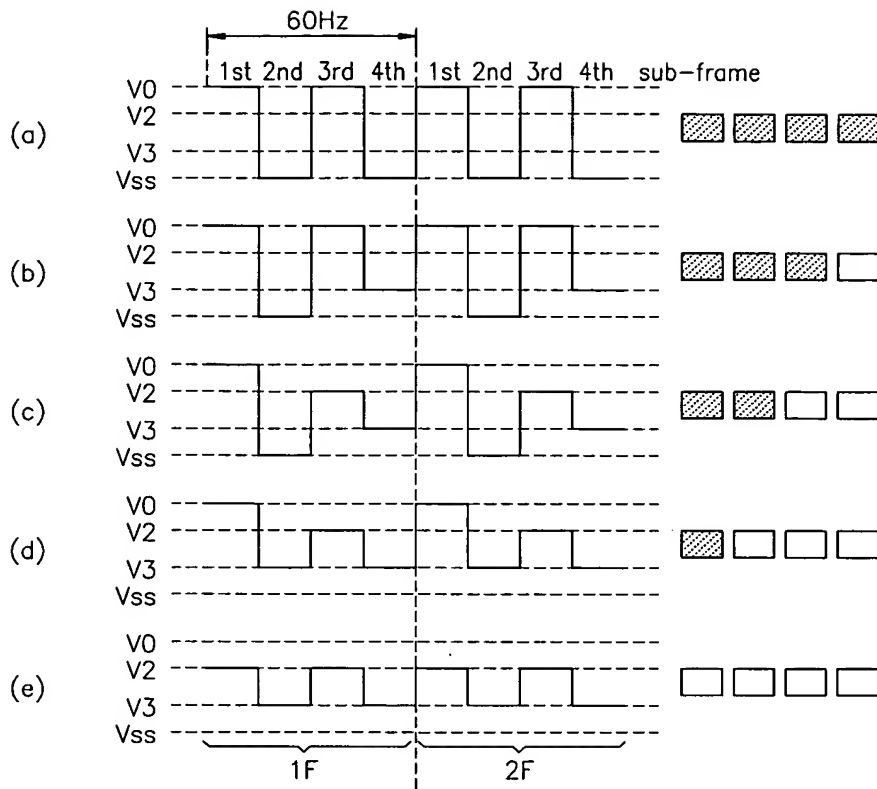 60Hz
1st 2nd 3rd 4th 1st 2nd 3rd 4th sub-frame
(a)
V0
V2
V3
Vss
(b)
V0
V2
V3
Vss
(c)
V0
V2
V3
Vss
(d)
V0
V2
V3
Vss
(e)
V0
V2
V3
Vss
1F 2F